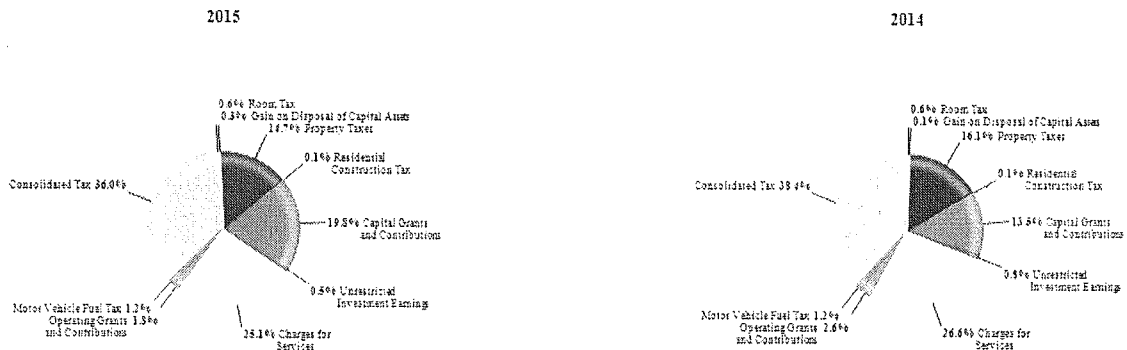 2015
0.6% Room Tax
0.3% Gain on Disposal of Capital Assets
14.7% Property Taxes
0.1% Residential
Construction Tax
Consolidated Tax 36.0%
19.8% Capital Grants
and Contributions
0.5% Unrestricted
Investment Earnings
Motor Vehicle Fuel Tax 1.2%
Operating Grants 1.8%
and Contributions
25.1% Charges for
Services
2014
0.6% Room Tax
0.1% Gain on Disposal of Capital Assets
16.1% Property Taxes
0.1% Residential
Construction Tax
Consolidated Tax 38.4%
13.5% Capital Grants
and Contributions
0.8% Unrestricted
Investment Earnings
Motor Vehicle Fuel Tax 1.2%
Operating Grants 2.6%
and Contributions
26.6% Charges for
Services